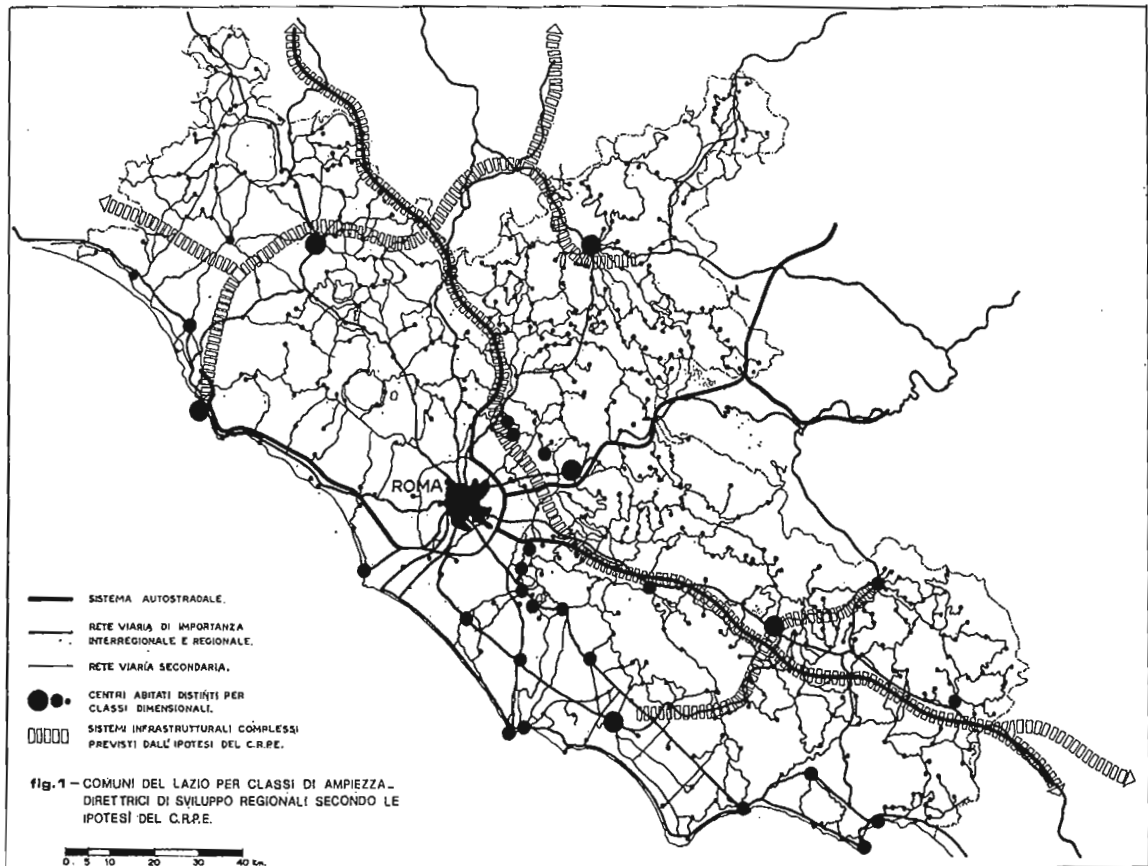 ROMA
SISTEMA AUTOSTRADALE.
RETE VIARIA DI IMPORTANZA
INTERREGIONALE E REGIONALE.
RETE VIARIA SECONDARIA.
CENTRI ABITATI DISTINTI PER
CLASSI DIMENSIONALI.
SISTEMI INFRASTRUTTURALI COMPLESSI
PREVISTI DALL'IPOTESI DEL C.R.P.E.
fig.1 – COMUNI DEL LAZIO PER CLASSI DI AMPIEZZA_
DIRETTRICI DI SVILUPPO REGIONALI SECONDO LE
IPOTESI DEL C.R.P.E.
0 5 10 20 30 40 Km.